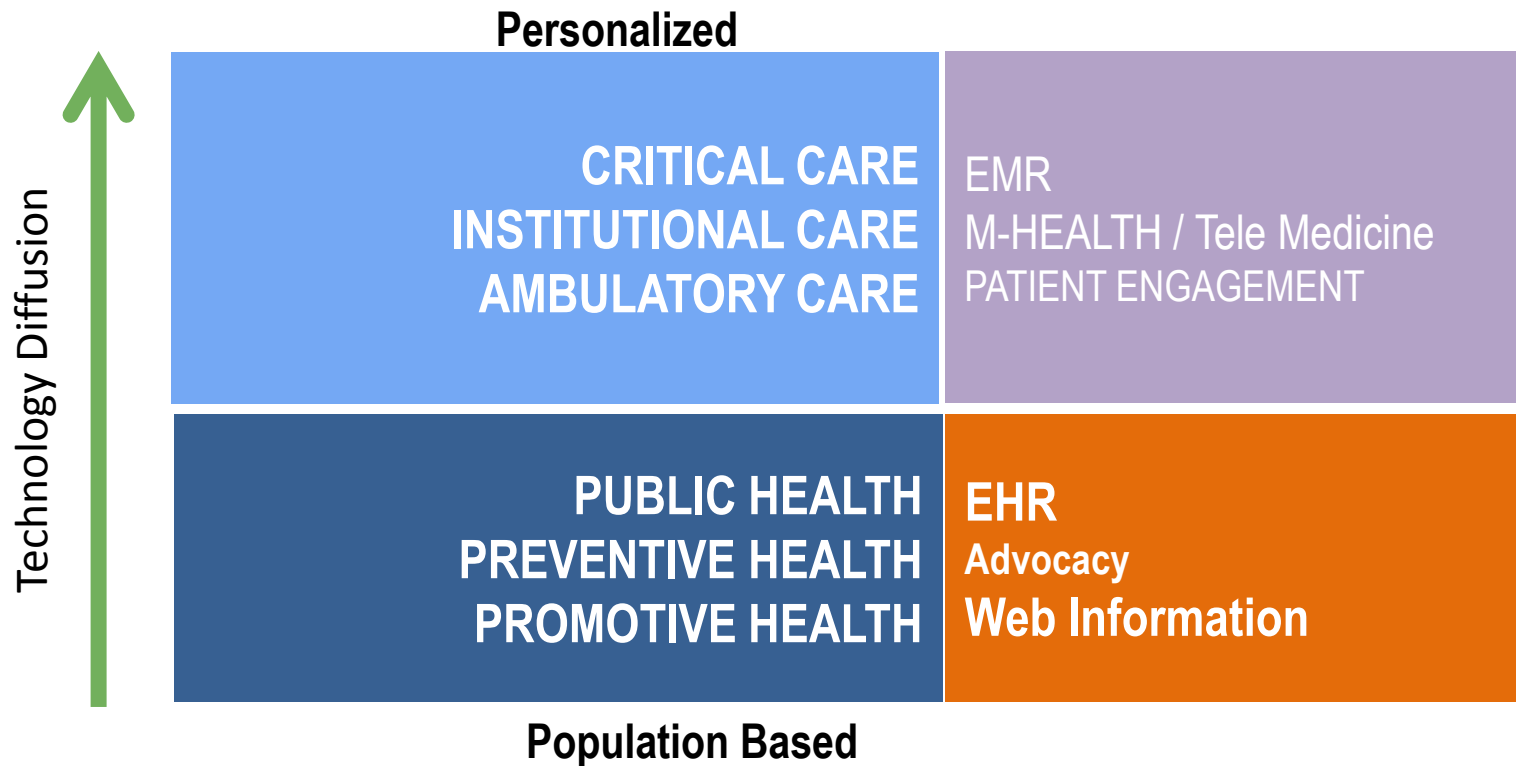 Personalized
Technology Diffusion
CRITICAL CARE
INSTITUTIONAL CARE
AMBULATORY CARE
EMR
M-HEALTH / Tele Medicine
PATIENT ENGAGEMENT
PUBLIC HEALTH
PREVENTIVE HEALTH
PROMOTIVE HEALTH
EHR
Advocacy
Web Information
Population Based